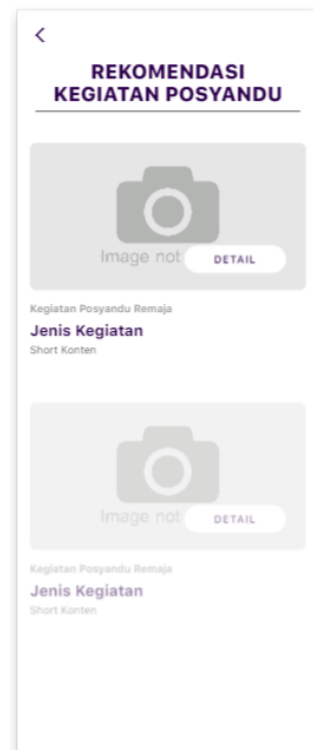 REKOMENDASI
KEGIATAN POSYANDU
Image not
DETAIL
Kegiatan Posyandu Remaja
Jenis Kegiatan
Short Konten
Image not
DETAIL
Kegiatan Posyandu Remaja
Jenis Kegiatan
Short Konten